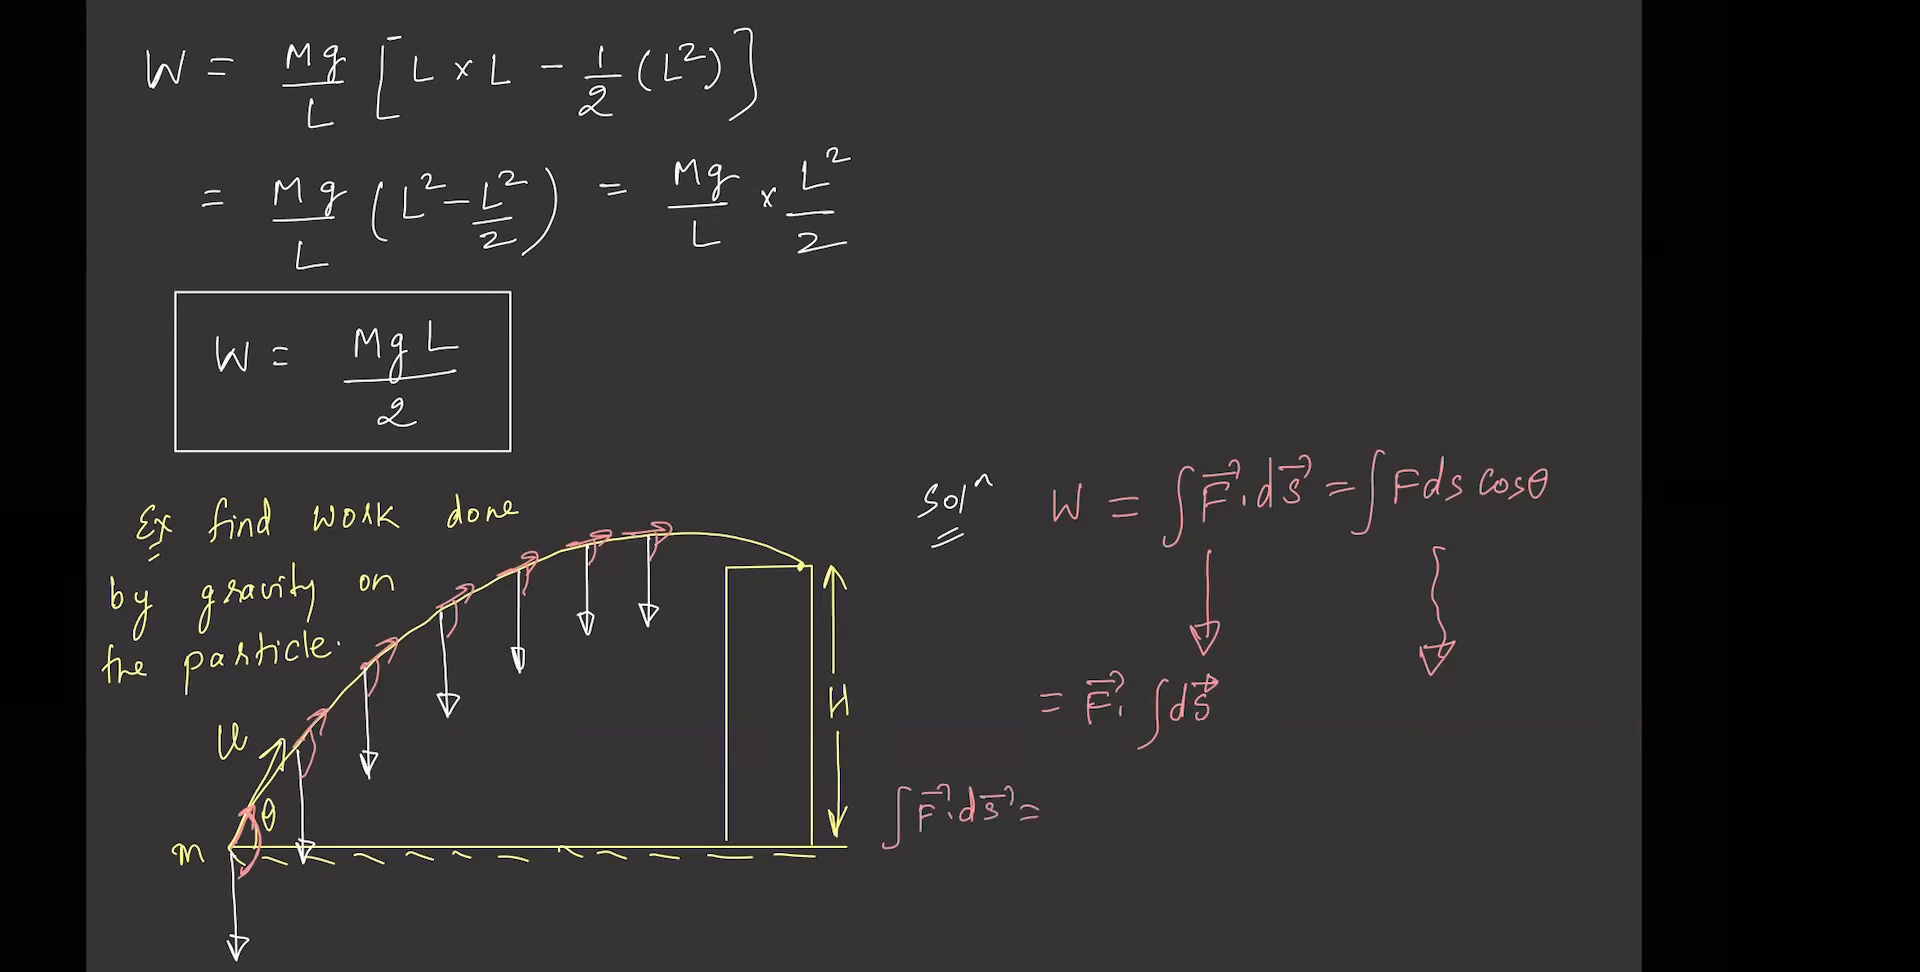 W = Mg/L [L × L - 1/2 (L²)]
= Mg/L (L² - L²/2) = Mg/L × L²/2
W = MgL/2
Ex find work done
by gravity on
the particle.
u
θ
m
H
Solⁿ W = ∫F⃗.ds⃗ = ∫F ds cosθ
= F⃗. ∫ds⃗
∫F⃗.ds⃗ =